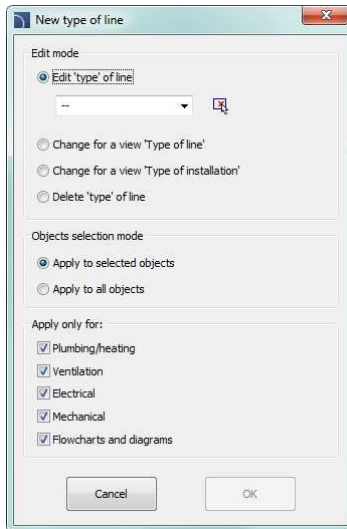 New type of line
Edit mode
Edit 'type' of line
--
Change for a view 'Type of line'
Change for a view 'Type of installation'
Delete 'type' of line
Objects selection mode
Apply to selected objects
Apply to all objects
Apply only for:
Plumbing/heating
Ventilation
Electrical
Mechanical
Flowcharts and diagrams
Cancel OK